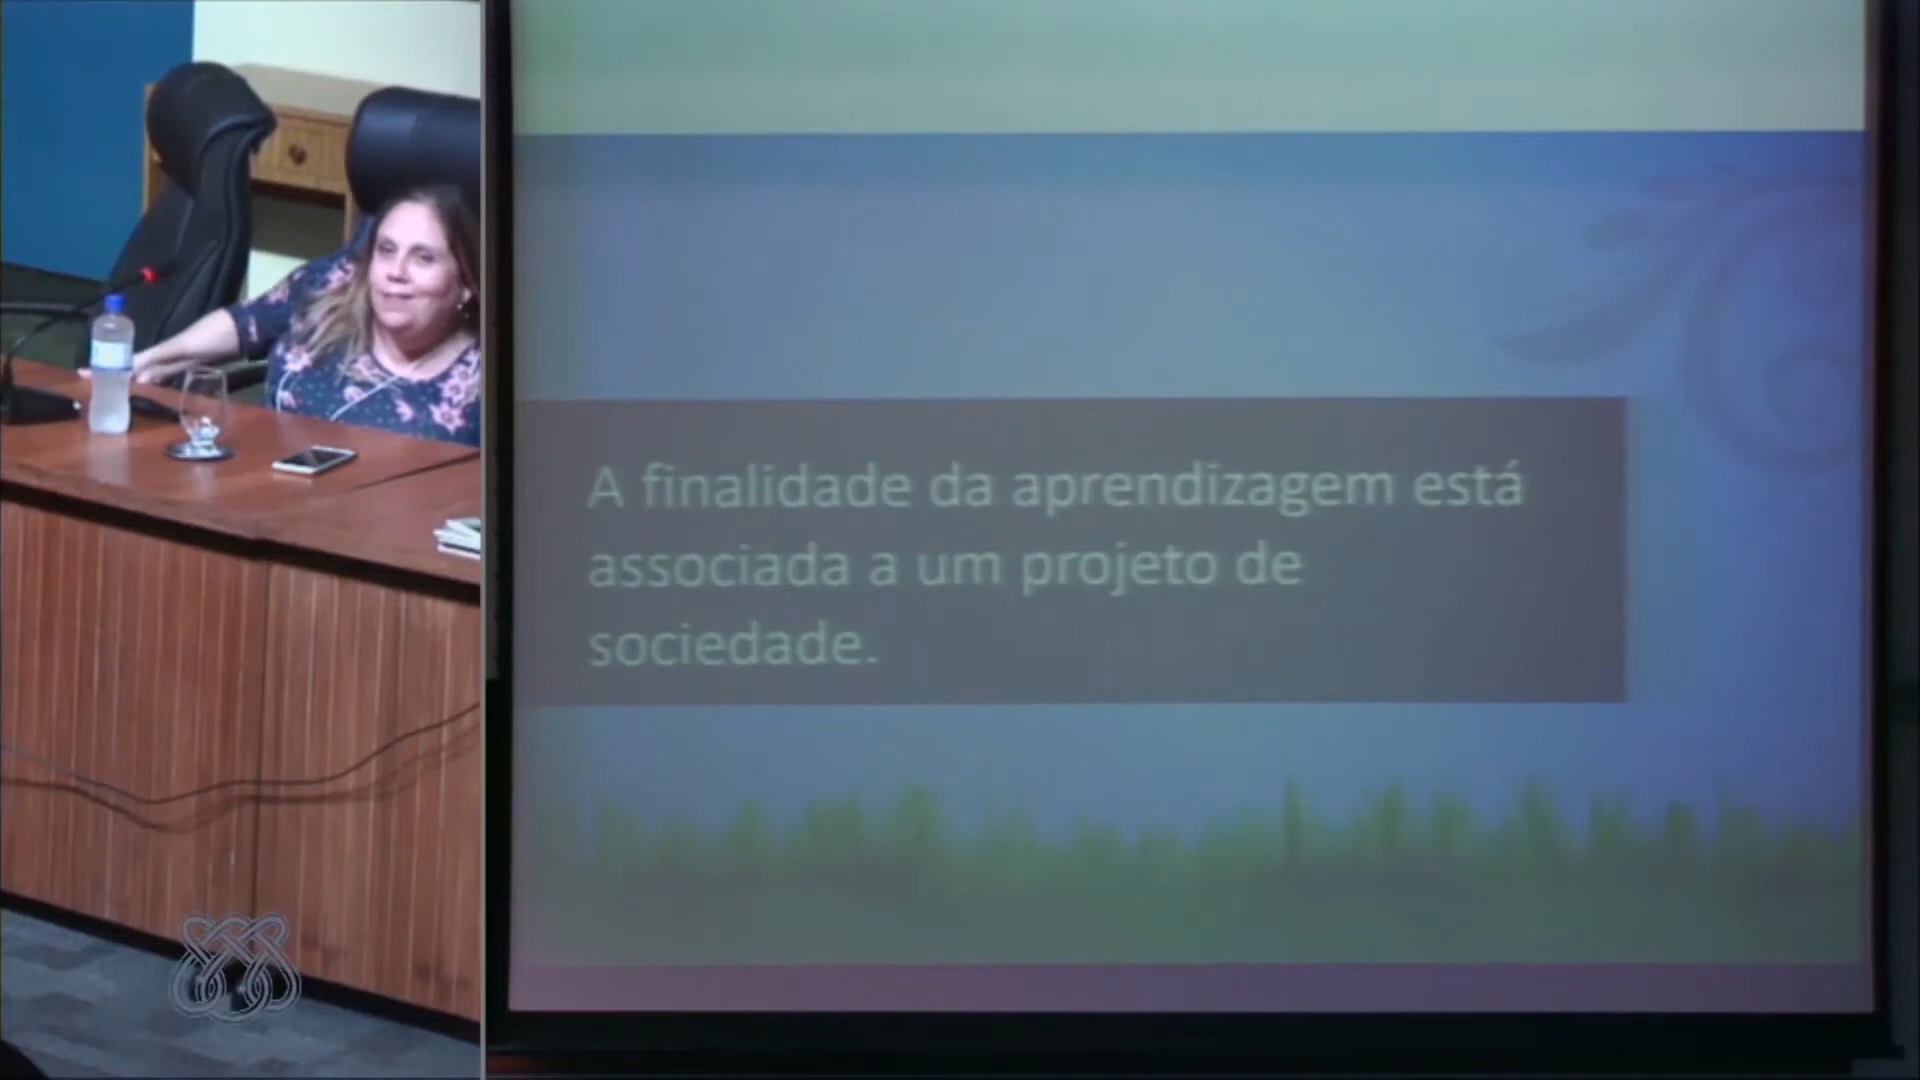 A finalidade da aprendizagem está
associada a um projeto de
sociedade.